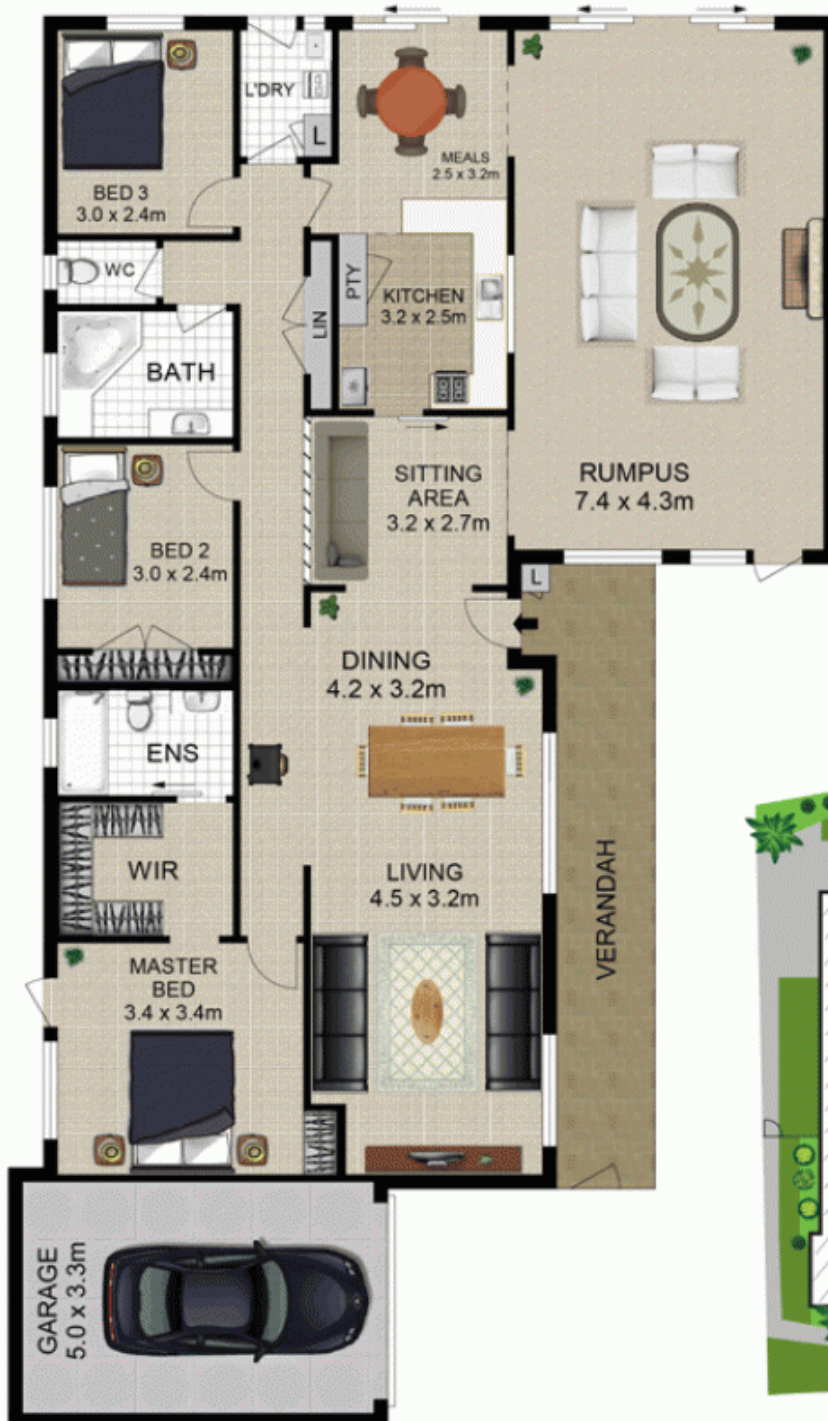 L'DRY
L
MEALS
2.5 x 3.2m
BED 3
3.0 x 2.4m
WC
PTY
KITCHEN
3.2 x 2.5m
LIN
BATH
SITTING
AREA
3.2 x 2.7m
RUMPUS
7.4 x 4.3m
BED 2
3.0 x 2.4m
L
DINING
4.2 x 3.2m
ENS
WIR
LIVING
4.5 x 3.2m
VERANDAH
MASTER
BED
3.4 x 3.4m
GARAGE
5.0 x 3.3m